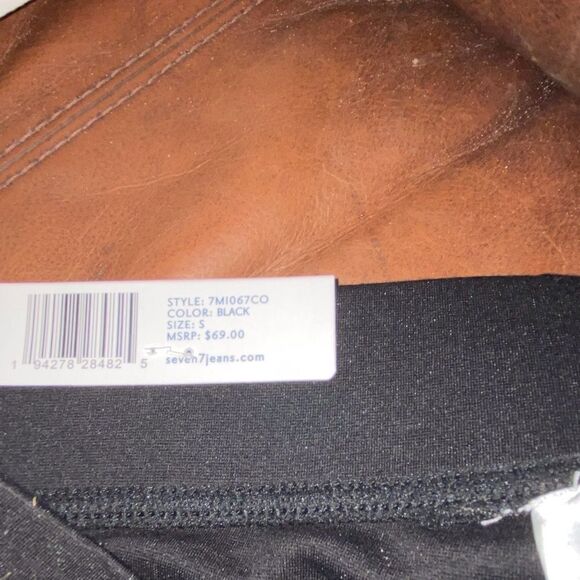 STYLE: 7MI067CO
COLOR: BLACK
SIZE: S
MSRP: $69.00
seven7jeans.com
1 94278 28482 5